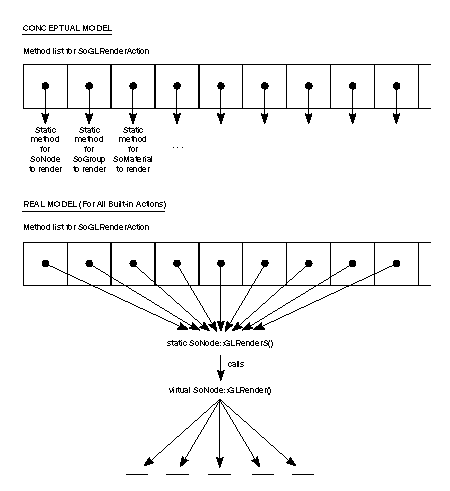 CONCEPTUAL MODEL
Method list for SoGLRenderAction
Static method for SoNode to render
Static method for SoGroup to render
Static method for SoMaterial to render
...
REAL MODEL (For All Built-in Actions)
Method list for SoGLRenderAction
static SoNode::GLRenderS()
calls
virtual SoNode::GLRender()